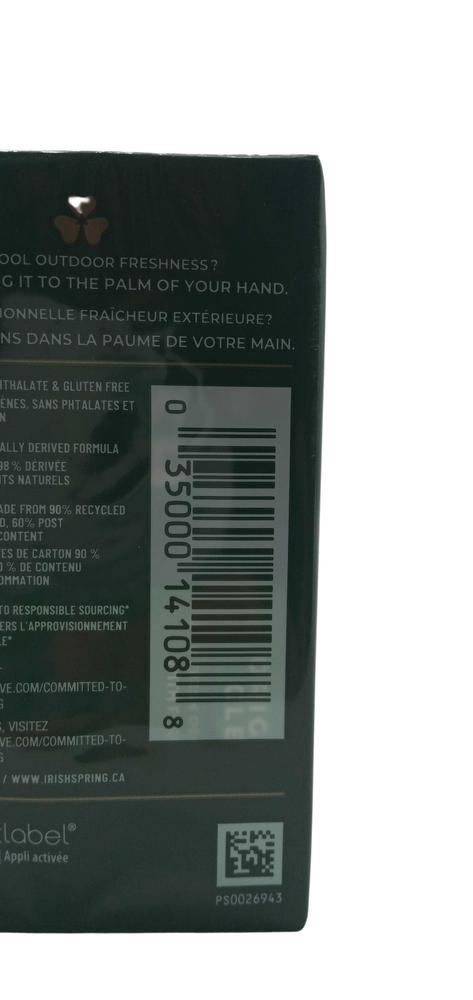 OOL OUTDOOR FRESHNESS?
G IT TO THE PALM OF YOUR HAND.
IONNELLE FRAÎCHEUR EXTÉRIEURE?
NS DANS LA PAUME DE VOTRE MAIN.
HTHALATE & GLUTEN FREE
ÈNES, SANS PHTALATES ET
N
ALLY DERIVED FORMULA
98 % DÉRIVÉE
ITS NATURELS
ADE FROM 90% RECYCLED
D, 60% POST
CONTENT
ES DE CARTON 90 %
0 % DE CONTENU
OMMATION
TO RESPONSIBLE SOURCING*
ERS L'APPROVISIONNEMENT
LE*
VE.COM/COMMITTED-TO-
G
S, VISITEZ
VE.COM/COMMITTED-TO-
G
/ WWW.IRISHSPRING.CA
0 35000 14108 8
tlabel®
Appli activée
PS0026943